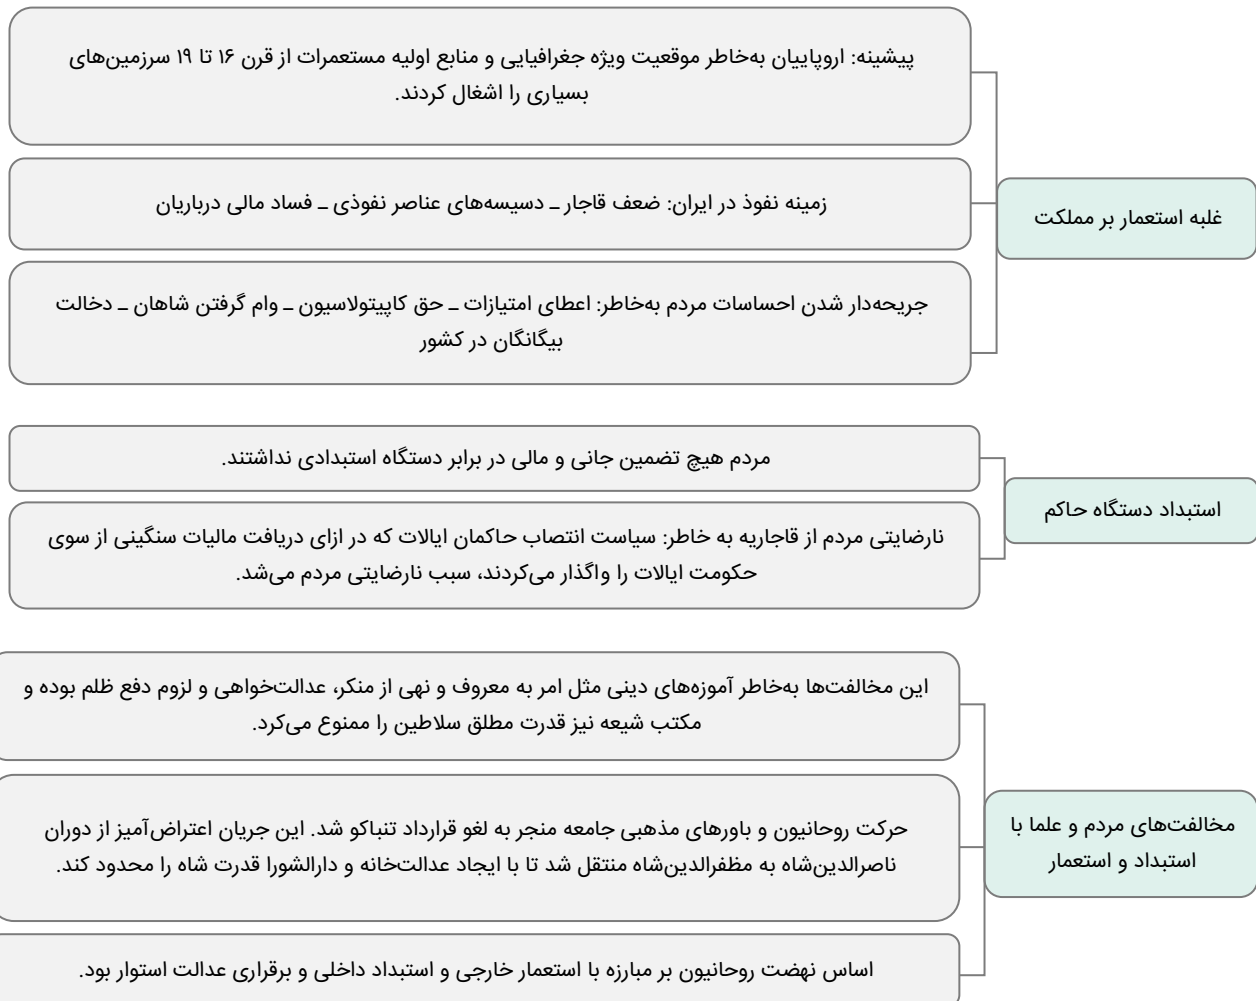 غلبه استعمار بر مملکت
پیشینه: اروپاییان به‌خاطر موقعیت ویژه جغرافیایی و منابع اولیه مستعمرات از قرن ۱۶ تا ۱۹ سرزمین‌های
بسیاری را اشغال کردند.
زمینه نفوذ در ایران: ضعف قاجار ـ دسیسه‌های عناصر نفوذی ـ فساد مالی درباریان
جریحه‌دار شدن احساسات مردم به‌خاطر: اعطای امتیازات ـ حق کاپیتولاسیون ـ وام گرفتن شاهان ـ دخالت
بیگانگان در کشور
استبداد دستگاه حاکم
مردم هیچ تضمین جانی و مالی در برابر دستگاه استبدادی نداشتند.
نارضایتی مردم از قاجاریه به خاطر: سیاست انتصاب حاکمان ایالات که در ازای دریافت مالیات سنگینی از سوی
حکومت ایالات را واگذار می‌کردند، سبب نارضایتی مردم می‌شد.
مخالفت‌های مردم و علما با
استبداد و استعمار
این مخالفت‌ها به‌خاطر آموزه‌های دینی مثل امر به معروف و نهی از منکر، عدالت‌خواهی و لزوم دفع ظلم بوده و
مکتب شیعه نیز قدرت مطلق سلاطین را ممنوع می‌کرد.
حرکت روحانیون و باورهای مذهبی جامعه منجر به لغو قرارداد تنباکو شد. این جریان اعتراض‌آمیز از دوران
ناصرالدین‌شاه به مظفرالدین‌شاه منتقل شد تا با ایجاد عدالت‌خانه و دارالشورا قدرت شاه را محدود کند.
اساس نهضت روحانیون بر مبارزه با استعمار خارجی و استبداد داخلی و برقراری عدالت استوار بود.